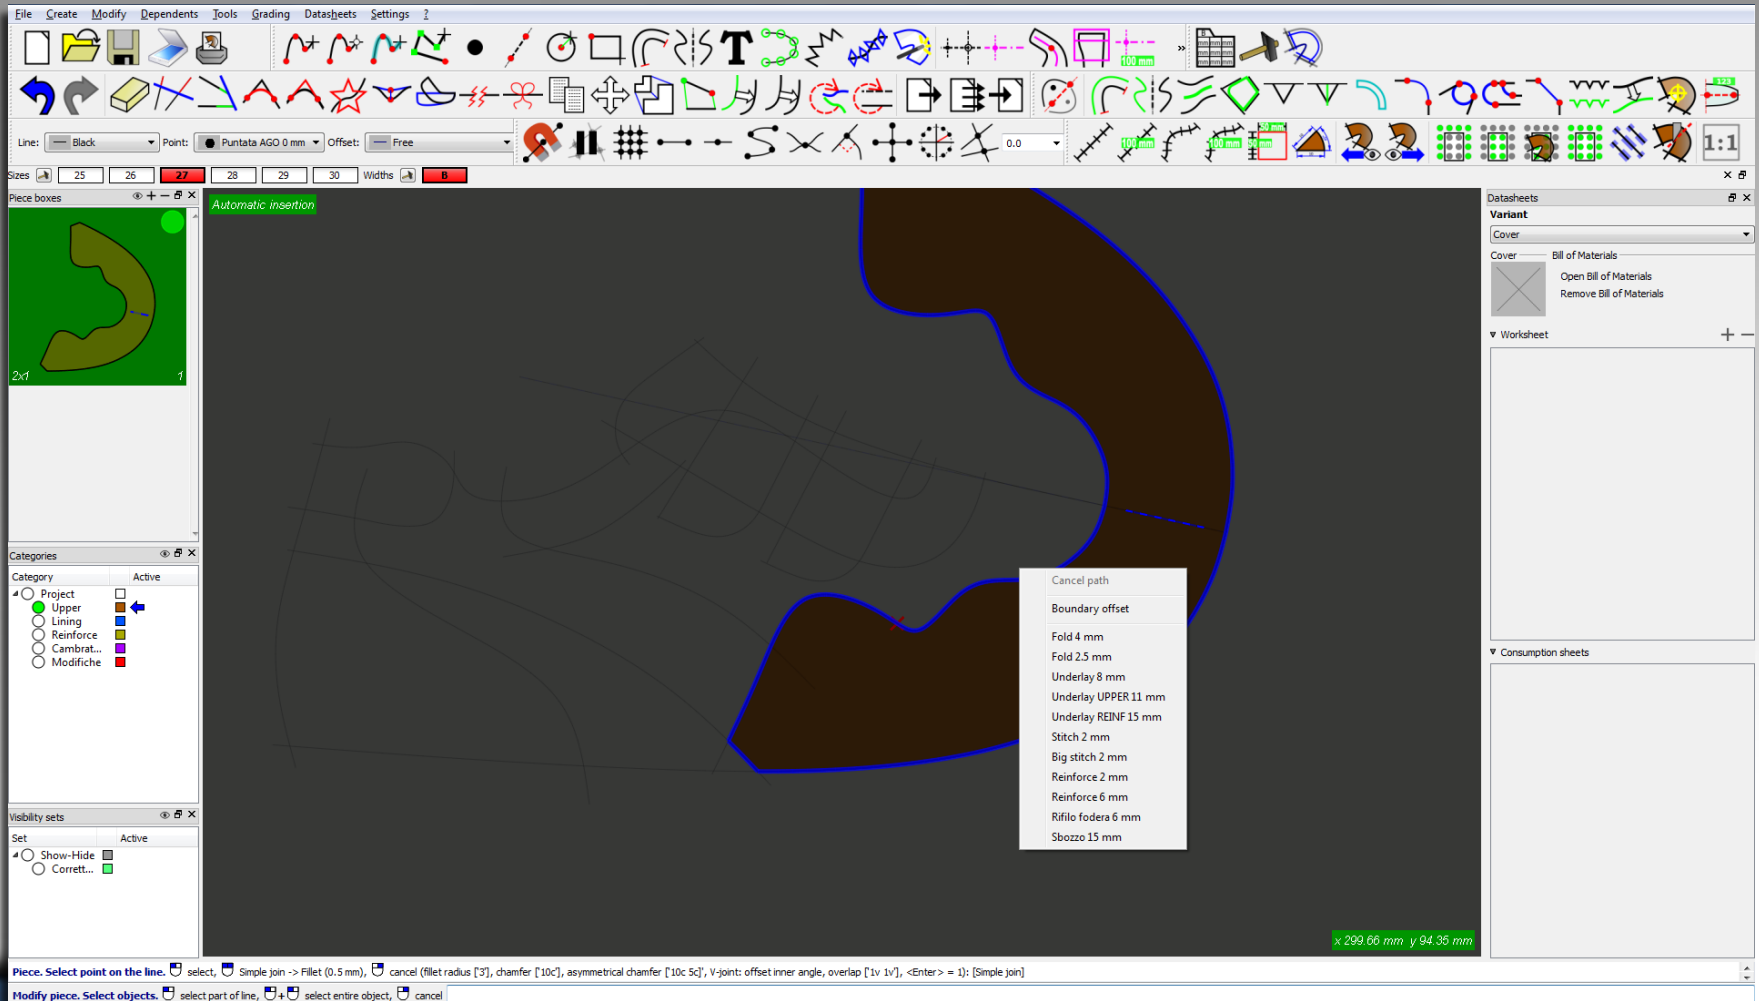 File Create Modify Dependents Tools Grading Datasheets Settings ?
T
100 mm
B
123
Line: Black Point: Puntata AGO 0 mm Offset: Free 0.0 1:1
Sizes 25 26 27 28 29 30 Widths B
Piece boxes
2x1 1
Categories
Category Active
Project
Upper
Lining
Reinforce
Cambrat...
Modifiche
Visibility sets
Set Active
Show-Hide
Corrett...
Automatic insertion
Cancel path
Boundary offset
Fold 4 mm
Fold 2.5 mm
Underlay 8 mm
Underlay UPPER 11 mm
Underlay REINF 15 mm
Stitch 2 mm
Big stitch 2 mm
Reinforce 2 mm
Reinforce 6 mm
Rifilo fodera 6 mm
Sbozzo 15 mm
x 299.66 mm y 94.35 mm
Datasheets
Variant
Cover
Cover Bill of Materials
Open Bill of Materials
Remove Bill of Materials
Worksheet
Consumption sheets
Piece. Select point on the line. select, Simple join -> Fillet (0.5 mm), cancel (fillet radius ['3'], chamfer ['10c'], asymmetrical chamfer ['10c 5c]', V-joint: offset inner angle, overlap ['1v 1v'], <Enter> = 1): [Simple join]
Modify piece. Select objects. select part of line, + select entire object, cancel